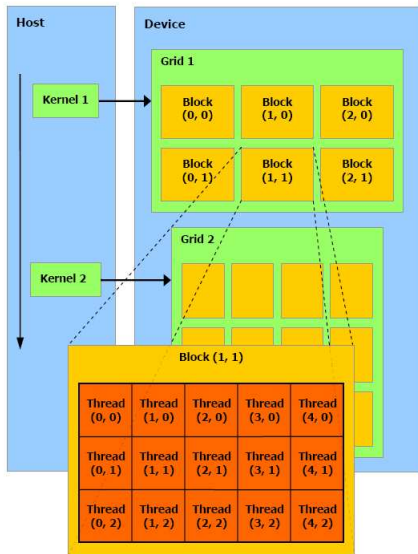 Host
Device
Grid 1
Kernel 1
Block
(0, 0)
Block
(1, 0)
Block
(2, 0)
Block
(0, 1)
Block
(1, 1)
Block
(2, 1)
Grid 2
Kernel 2
Block (1, 1)
Thread
(0, 0)
Thread
(1, 0)
Thread
(2, 0)
Thread
(3, 0)
Thread
(4, 0)
Thread
(0, 1)
Thread
(1, 1)
Thread
(2, 1)
Thread
(3, 1)
Thread
(4, 1)
Thread
(0, 2)
Thread
(1, 2)
Thread
(2, 2)
Thread
(3, 2)
Thread
(4, 2)